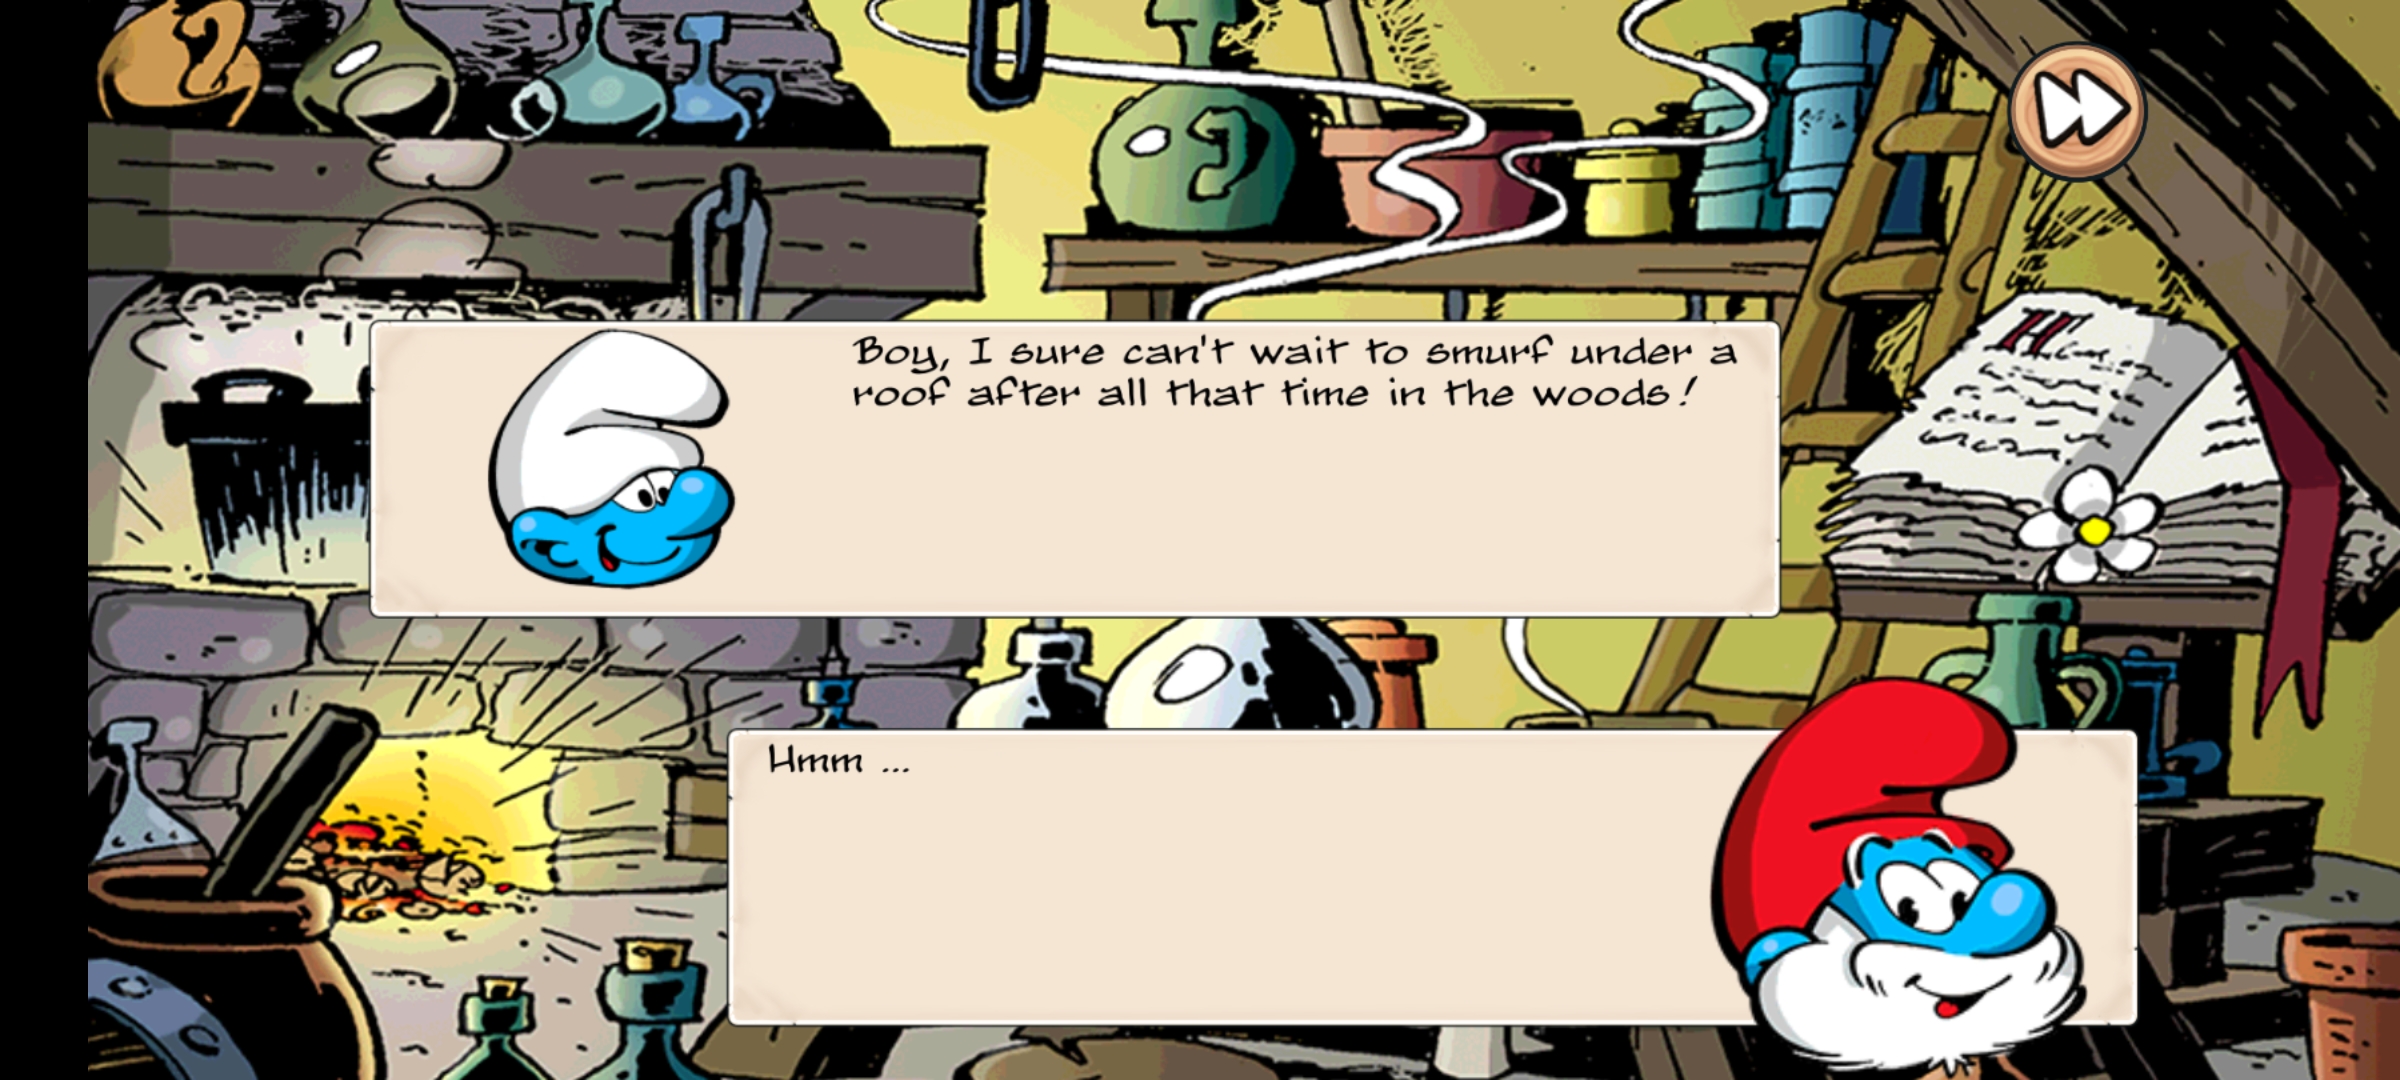 Boy, I sure can't wait to smurf under a
roof after all that time in the woods!
Hmm ...